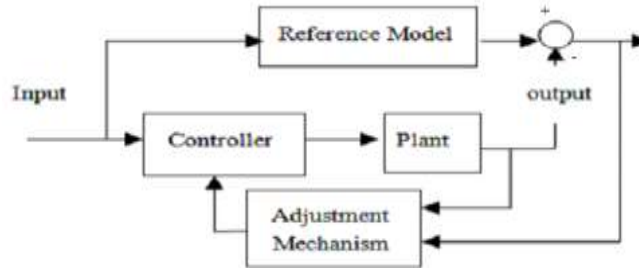 +
Reference Model
-
Input
output
Controller
Plant
Adjustment
Mechanism